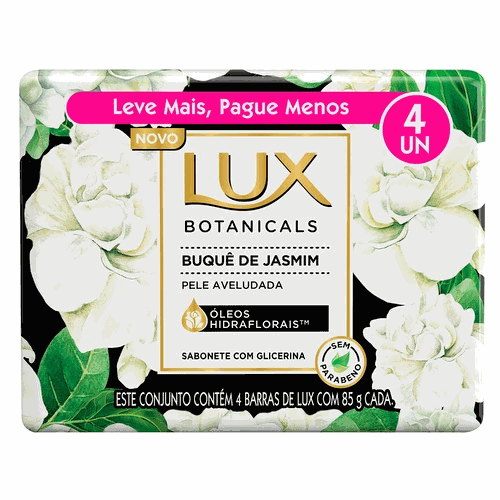 Leve Mais, Pague Menos
4
UN
NOVO
LUX
BOTANICALS
BUQUÊ DE JASMIM
PELE AVELUDADA
ÓLEOS
HIDRAFLORAIS™
SABONETE COM GLICERINA
SEM
PARABENO
ESTE CONJUNTO CONTÉM 4 BARRAS DE LUX COM 85 g CADA.